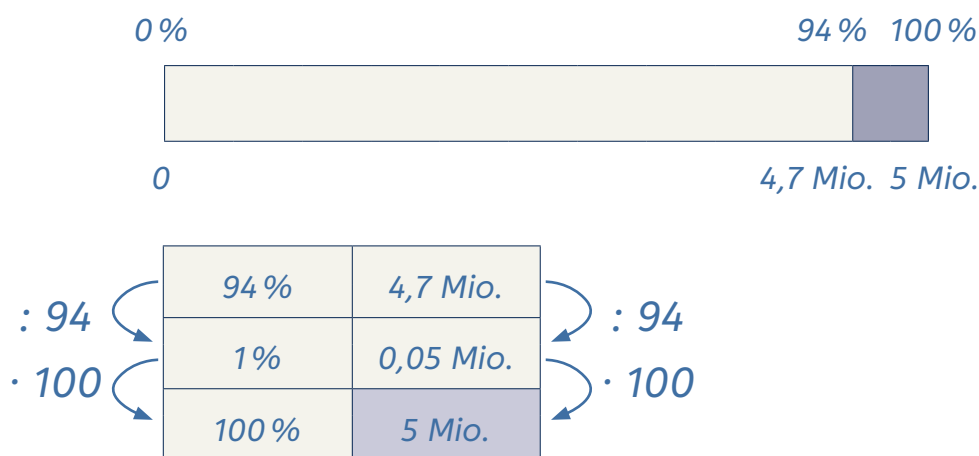 0 % 94 % 100 %
0 4,7 Mio. 5 Mio.
94 % 4,7 Mio.
: 94 : 94
1 % 0,05 Mio.
· 100 · 100
100 % 5 Mio.